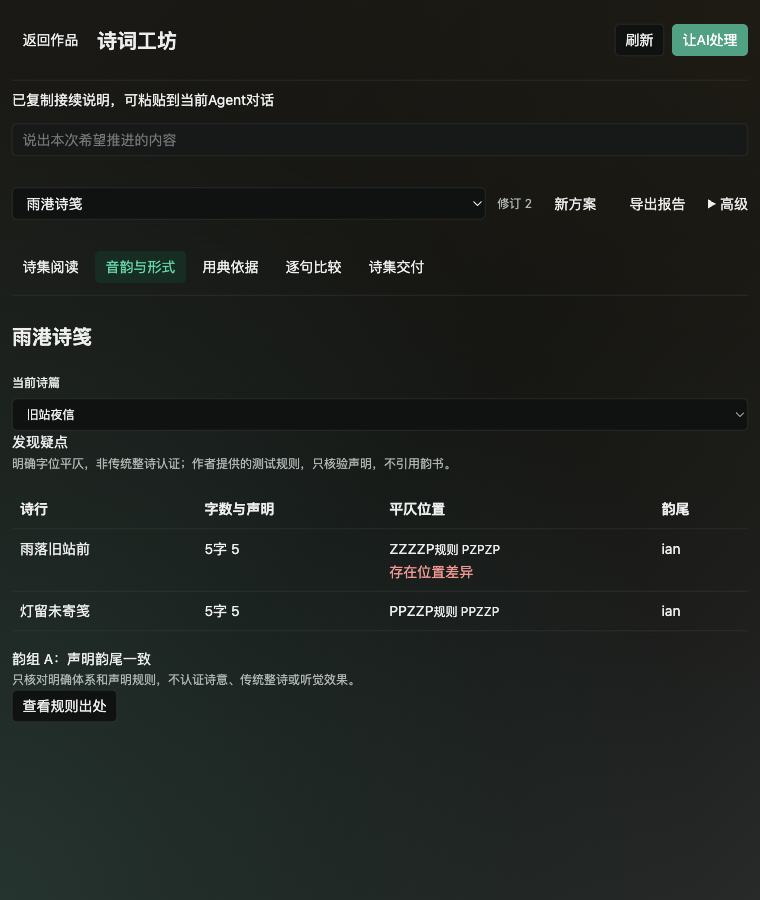 返回作品 诗词工坊 刷新 让AI处理
已复制接续说明，可粘贴到当前Agent对话
说出本次希望推进的内容
雨港诗笺 修订 2 新方案 导出报告 ▶ 高级
诗集阅读 音韵与形式 用典依据 逐句比较 诗集交付
雨港诗笺
当前诗篇
旧站夜信
发现疑点
明确字位平仄，非传统整诗认证；作者提供的测试规则，只核验声明，不引用韵书。
诗行 字数与声明 平仄位置 韵尾
雨落旧站前 5字 5 ZZZZP规则 PZPZP ian
存在位置差异
灯留未寄笺 5字 5 PPZZP规则 PPZZP ian
韵组 A：声明韵尾一致
只核对明确体系和声明规则，不认证诗意、传统整诗或听觉效果。
查看规则出处